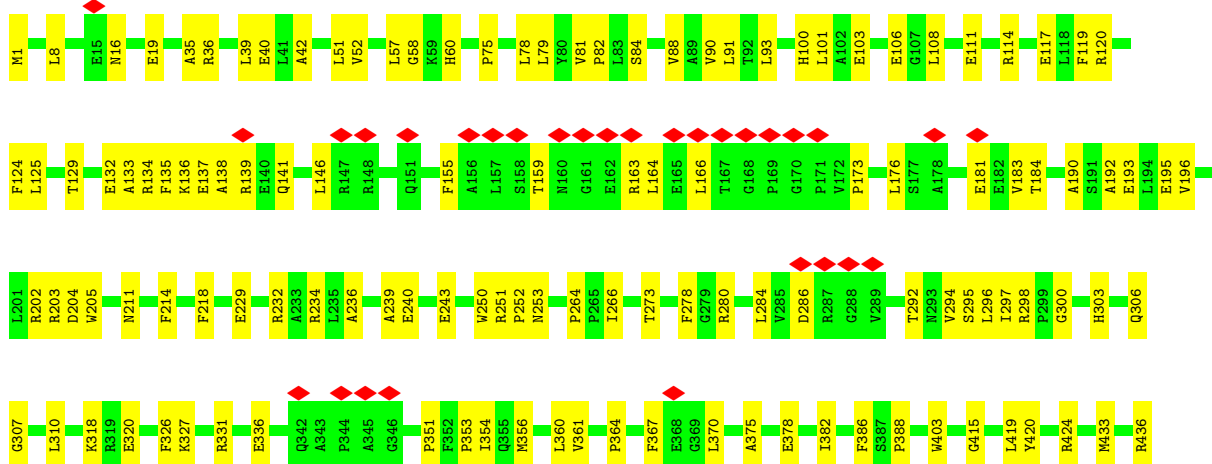 M1 L8 E15 N16 E19 A35 R36 L39 E40 L41 A42 L51 V52 L57 G58 K59 H60 P75 L78 L79 Y80 V81 P82 L83 S84 V88 A89 V90 L91 T92 L93 H100 L101 A102 E103 E106 G107 L108 E111 R114 E117 L118 F119 R120
F124 L125 T129 E132 A133 R134 F135 K136 E137 A138 R139 E140 Q141 L146 R147 R148 Q151 F155 A156 L157 S158 T159 N160 G161 E162 R163 L164 E165 L166 T167 G168 P169 G170 P171 V172 P173 L176 S177 A178 E181 E182 V183 T184 A190 S191 A192 E193 L194 E195 V196
L201 R202 R203 D204 W205 N211 F214 F218 E229 R232 A233 R234 L235 A236 A239 E240 E243 W250 R251 P252 N253 P264 P265 I266 T273 F278 G279 R280 L284 V285 D286 R287 G288 V289 T292 N293 V294 S295 L296 I297 R298 P299 G300 H303 Q306
G307 L310 K318 R319 E320 F326 K327 R331 E336 Q342 A343 P344 A345 G346 P351 F352 P353 I354 Q355 M356 L360 V361 P364 F367 E368 G369 L370 A375 E378 I382 F386 S387 P388 W403 G415 L419 Y420 R424 M433 R436